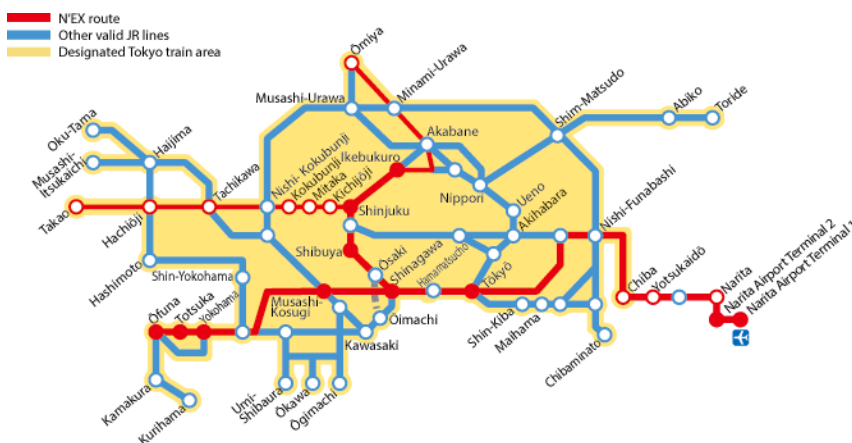 N'EX route
Other valid JR lines
Designated Tokyo train area
Ōmiya
Minami-Urawa
Musashi-Urawa
Shim-Matsudo
Abiko
Toride
Oku-Tama
Haijima
Musashi-
Itsukaichi
Tachikawa
Nishi- Kokubunji
Kokubunji
Mitaka
Kichijōji
Akabane
Ikebukuro
Nippori
Ueno
Akihabara
Nishi-Funabashi
Takao
Hachiōji
Shinjuku
Shibuya
Ōsaki
Shinagawa
Hamamatsucho
Tōkyō
Hashimoto
Shin-Yokohama
Musashi-
Kosugi
Ōimachi
Kawasaki
Shin-Kiba
Maihama
Chibaminato
Chiba
Yotsukaidō
Narita
Narita Airport Terminal 2
Narita Airport Terminal 1
Ōfuna
Totsuka
Yokohama
Kamakura
Kurihama
Umi-
Shibaura
Ōkawa
Ōgimachi